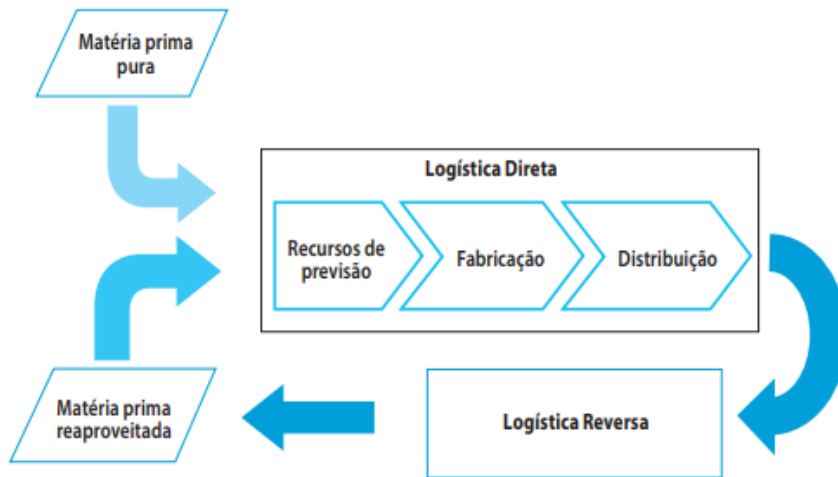 Matéria prima
pura
Logística Direta
Recursos de
previsão
Fabricação
Distribuição
Matéria prima
reaproveitada
Logística Reversa